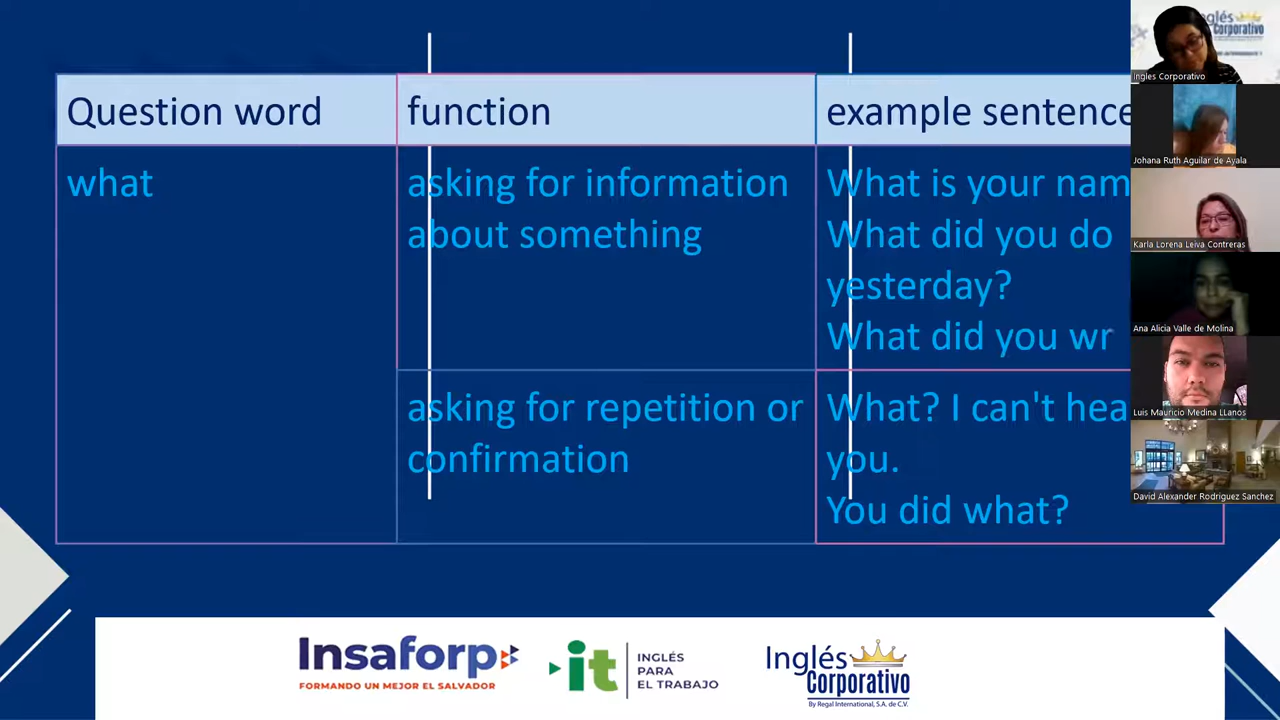 Question word
function
example sentence
what
asking for information
about something
What is your nam
What did you do
yesterday?
What did you wr
asking for repetition or
confirmation
What? I can't hea
you.
You did what?
Inglés
Corporativo
Ingles Corporativo
Johana Ruth Aguilar de Ayala
Karla Lorena Leiva Contreras
Ana Alicia Valle de Molina
Luis Mauricio Medina LLanos
David Alexander Rodriguez Sanchez
Insaforp
FORMANDO UN MEJOR EL SALVADOR
it
INGLÉS
PARA
EL TRABAJO
Inglés
Corporativo
By Regal International, S.A. de C.V.